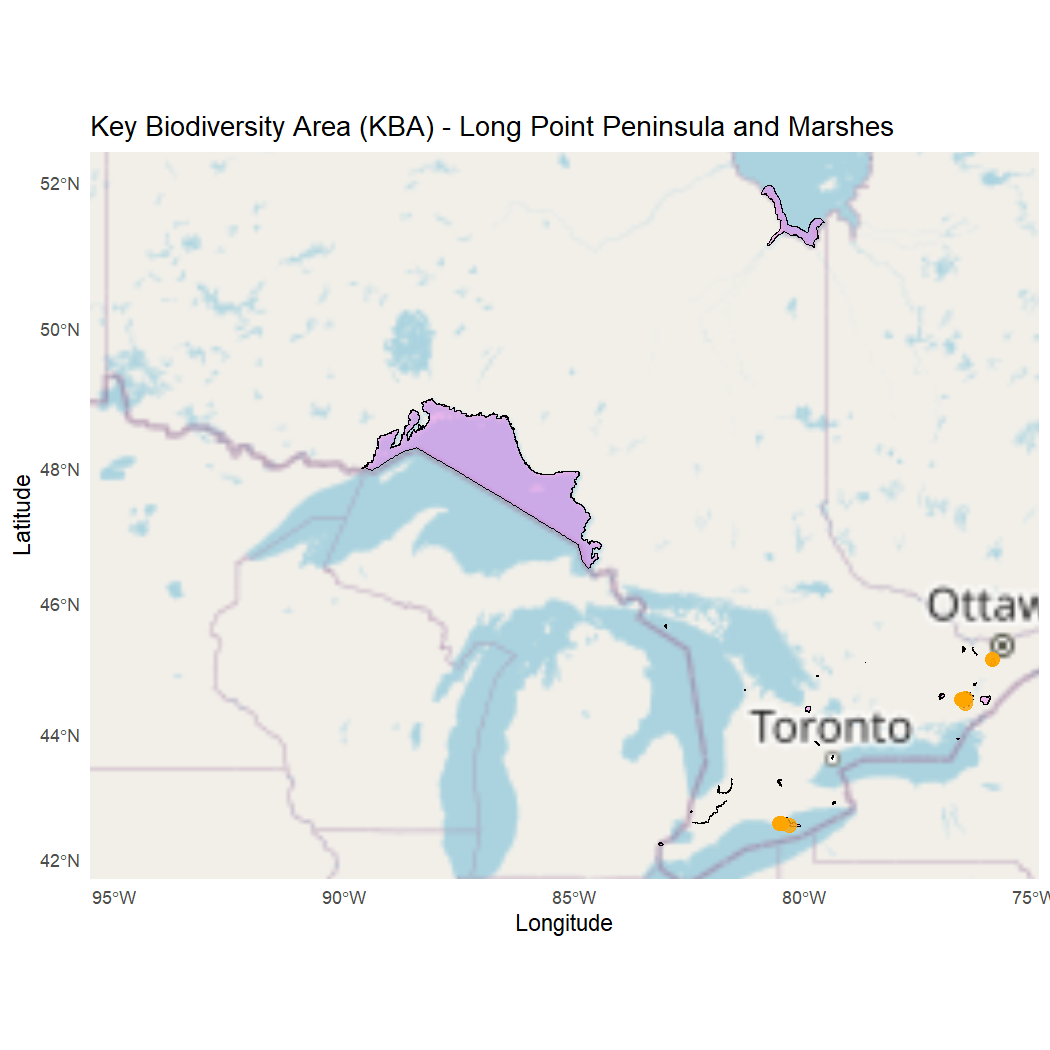 Key Biodiversity Area (KBA) - Long Point Peninsula and Marshes
52°N
50°N
48°N
46°N
44°N
42°N
Latitude
Ottaw
Toronto
95°W
90°W
85°W
80°W
75°W
Longitude